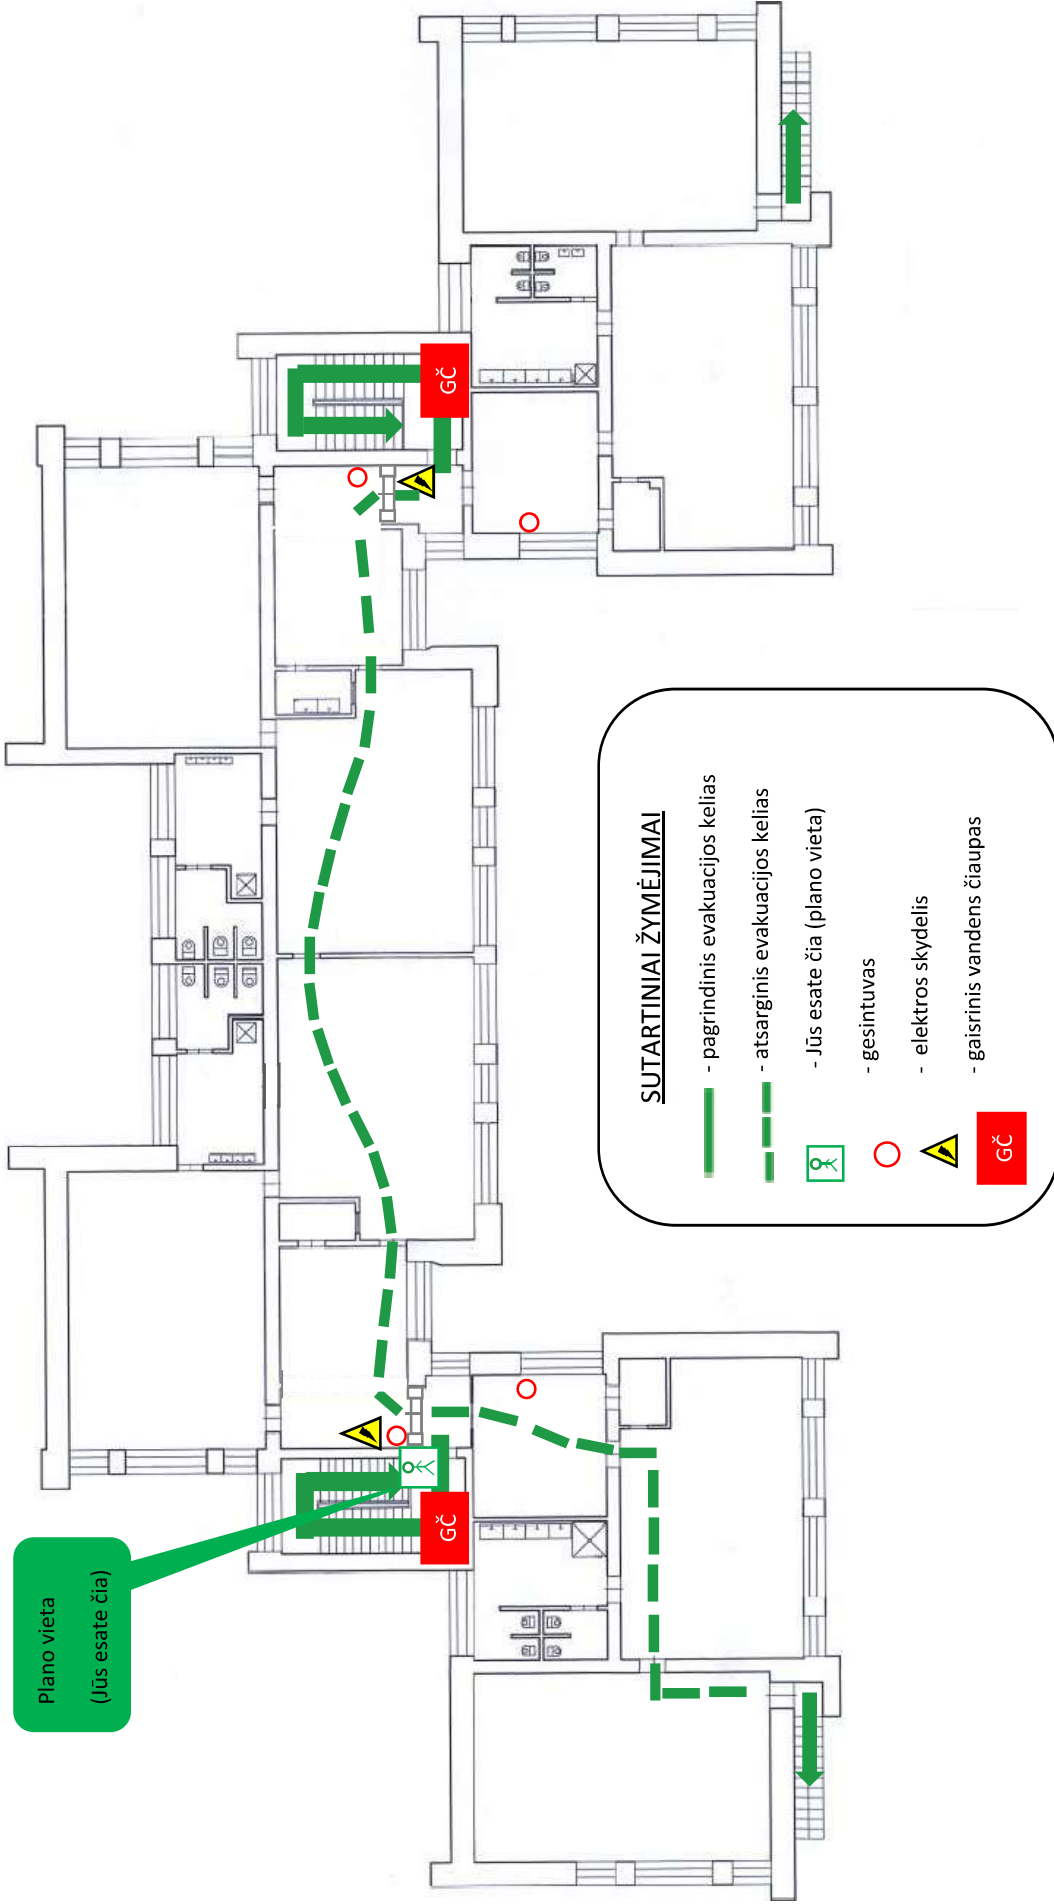 Plano vieta
(Jūs esate čia)
GČ
GČ
SUTARTINIAI ŽYMĖJIMAI
- pagrindinis evakuacijos kelias
- atsarginis evakuacijos kelias
- Jūs esate čia (plano vieta)
- gesintuvas
- elektros skydelis
GČ - gaisrinis vandens čiaupas